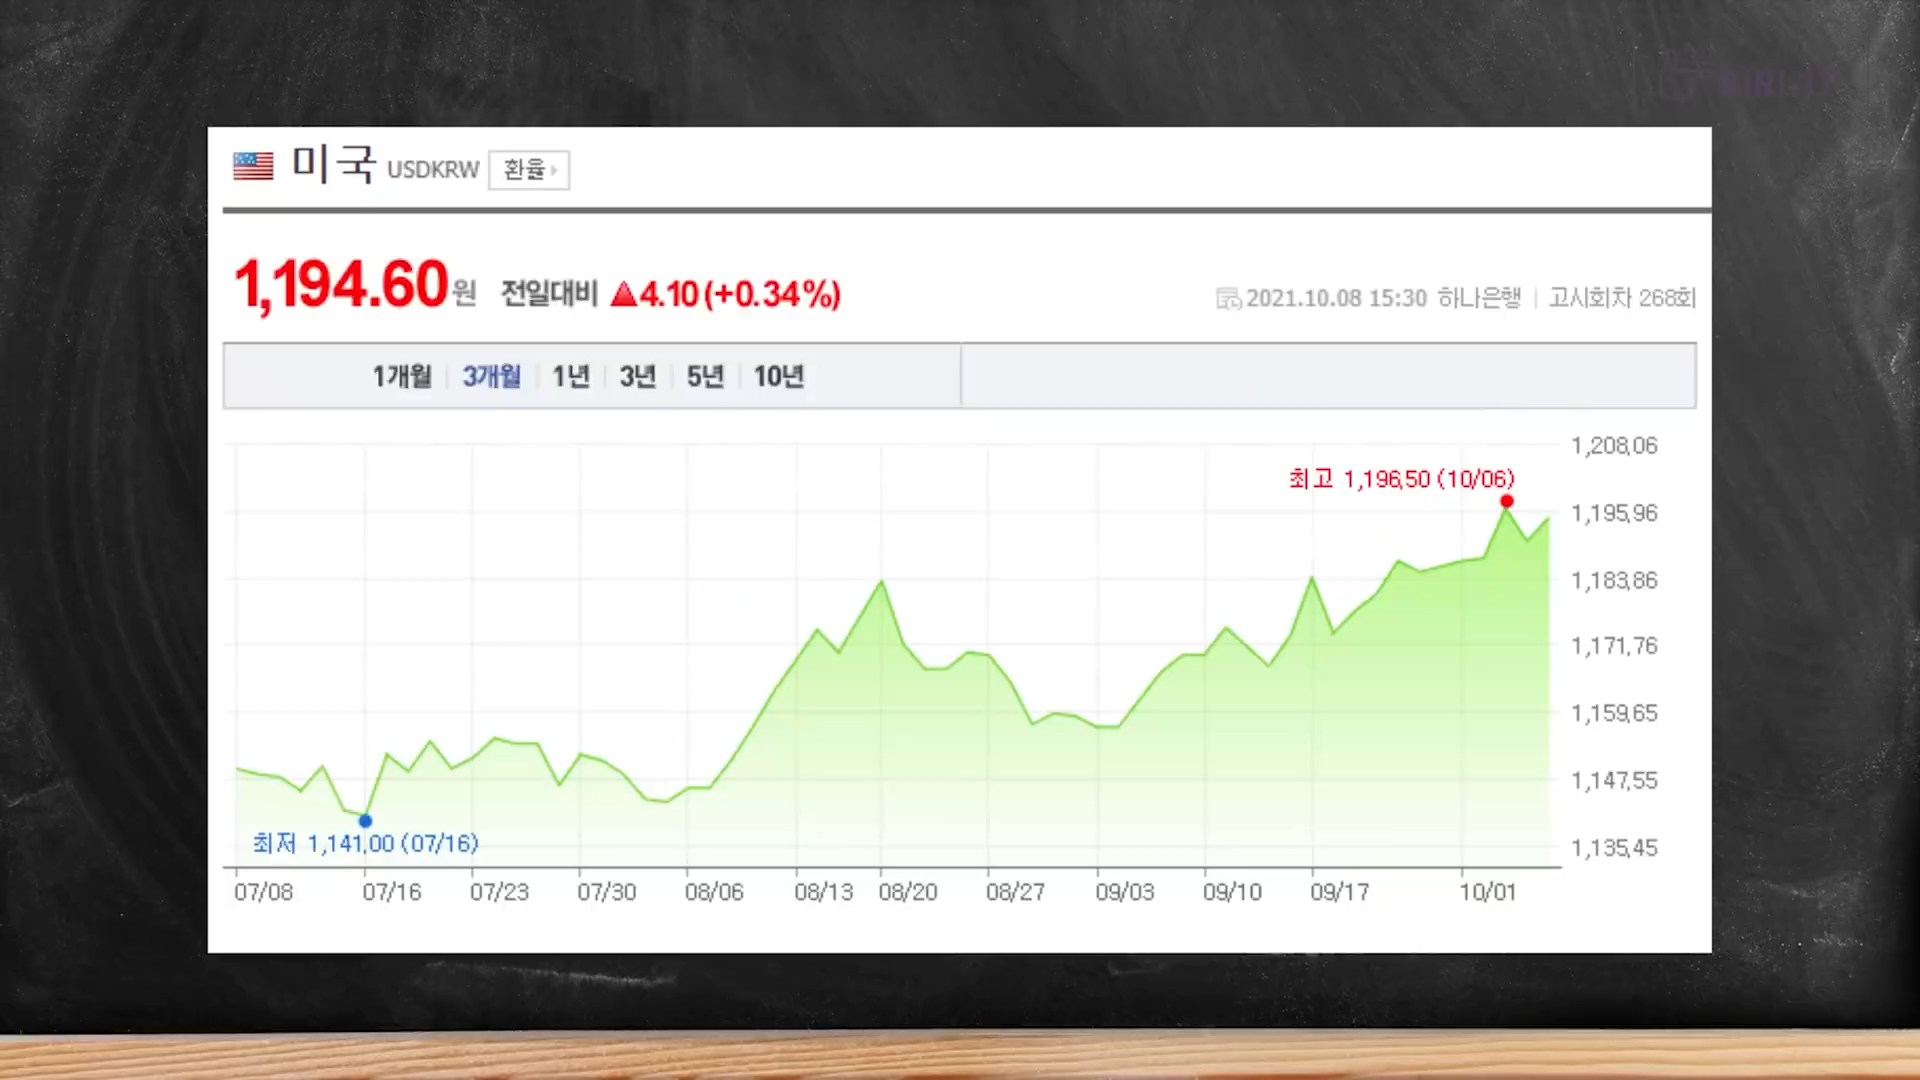 미국 USDKRW 환율
1,194.60원 전일대비 ▲4.10 (+0.34%)
2021.10.08 15:30 하나은행 | 고시회차 268회
1개월 | 3개월 | 1년 | 3년 | 5년 | 10년
1,208.06
최고 1,196.50 (10/06)
1,195.96
1,183.86
1,171.76
1,159.65
1,147.55
최저 1,141.00 (07/16)
1,135.45
07/08 07/16 07/23 07/30 08/06 08/13 08/20 08/27 09/03 09/10 09/17 10/01